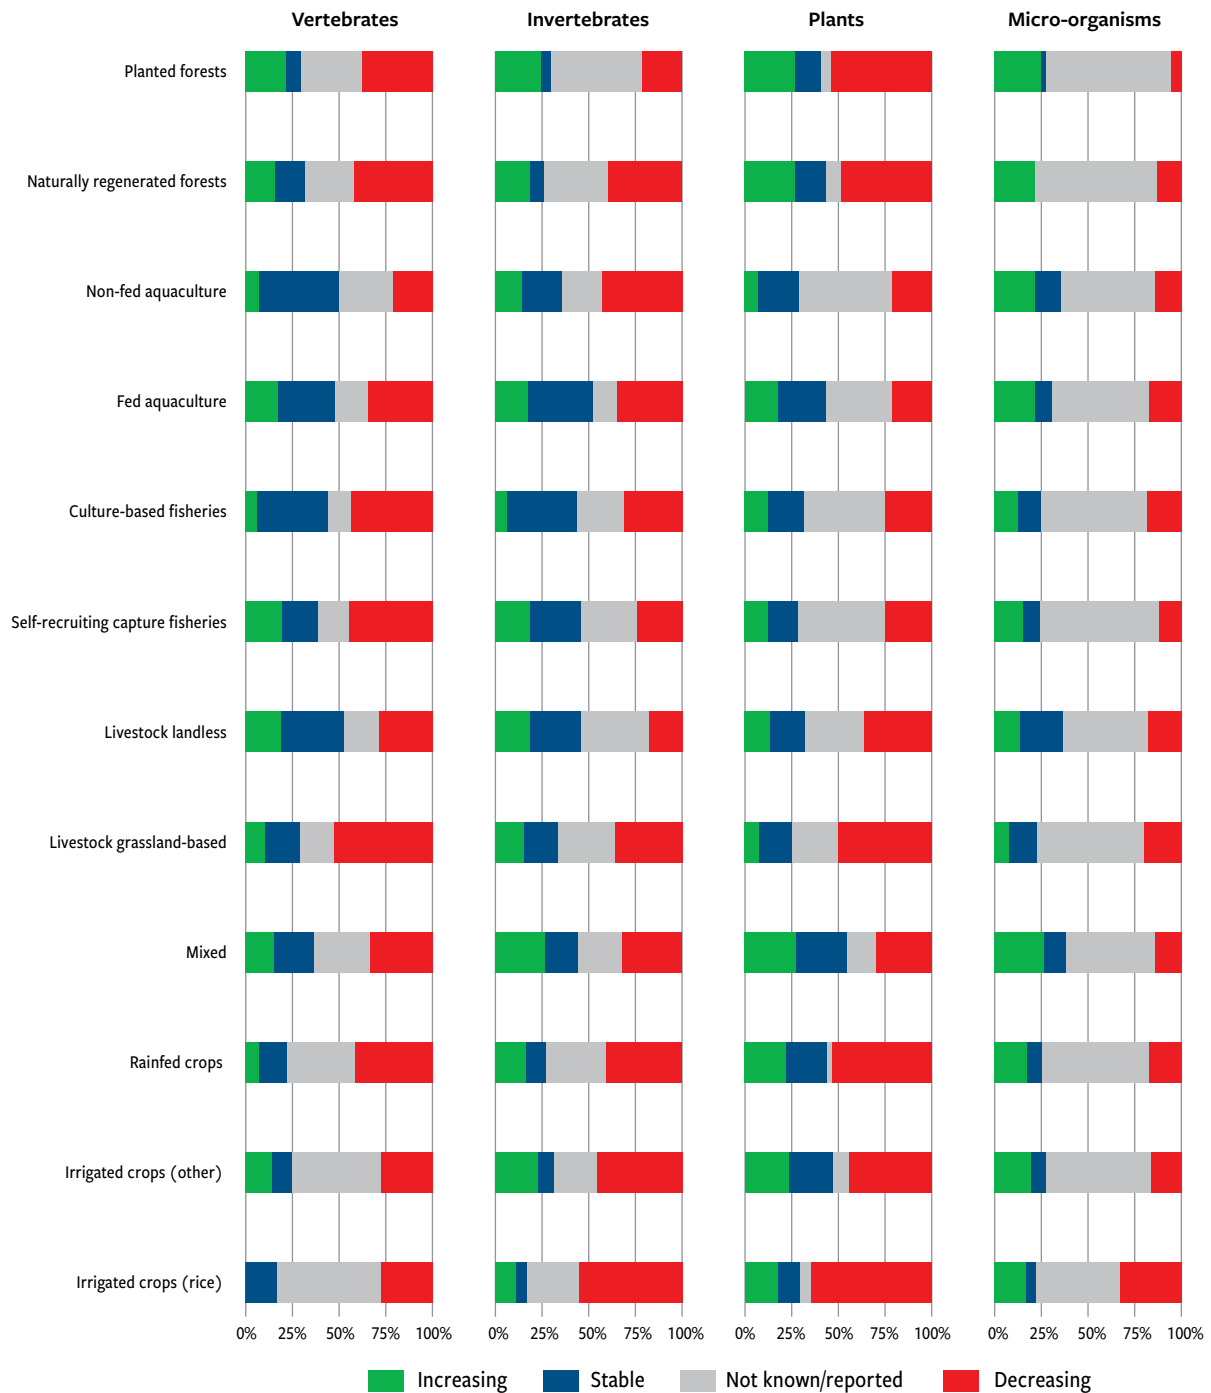 Vertebrates Invertebrates Plants Micro-organisms
Planted forests
Naturally regenerated forests
Non-fed aquaculture
Fed aquaculture
Culture-based fisheries
Self-recruiting capture fisheries
Livestock landless
Livestock grassland-based
Mixed
Rainfed crops
Irrigated crops (other)
Irrigated crops (rice)
0% 25% 50% 75% 100% 0% 25% 50% 75% 100% 0% 25% 50% 75% 100% 0% 25% 50% 75% 100%
Increasing Stable Not known/reported Decreasing